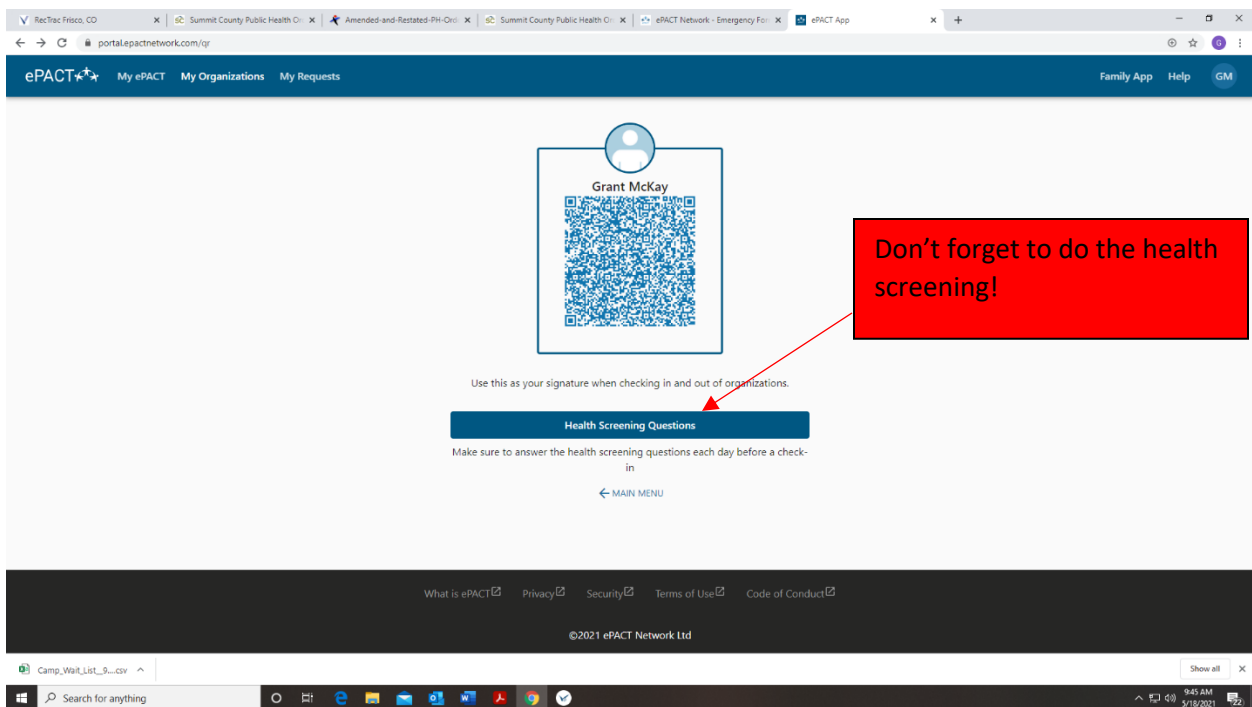 RecTrac Frisco, CO
Summit County Public Health Or
Amended-and-Restated-PH-Ord
Summit County Public Health Or
ePACT Network - Emergency For
ePACT App
portal.epactnetwork.com/qr
G
ePACT
My ePACT
My Organizations
My Requests
Family App
Help
GM
Grant McKay
Don’t forget to do the health
screening!
Use this as your signature when checking in and out of organizations.
Health Screening Questions
Make sure to answer the health screening questions each day before a check-
in
MAIN MENU
What is ePACT
Privacy
Security
Terms of Use
Code of Conduct
©2021 ePACT Network Ltd
Camp_Wait_List__9....csv
Show all
Search for anything
9:45 AM
5/18/2021
22